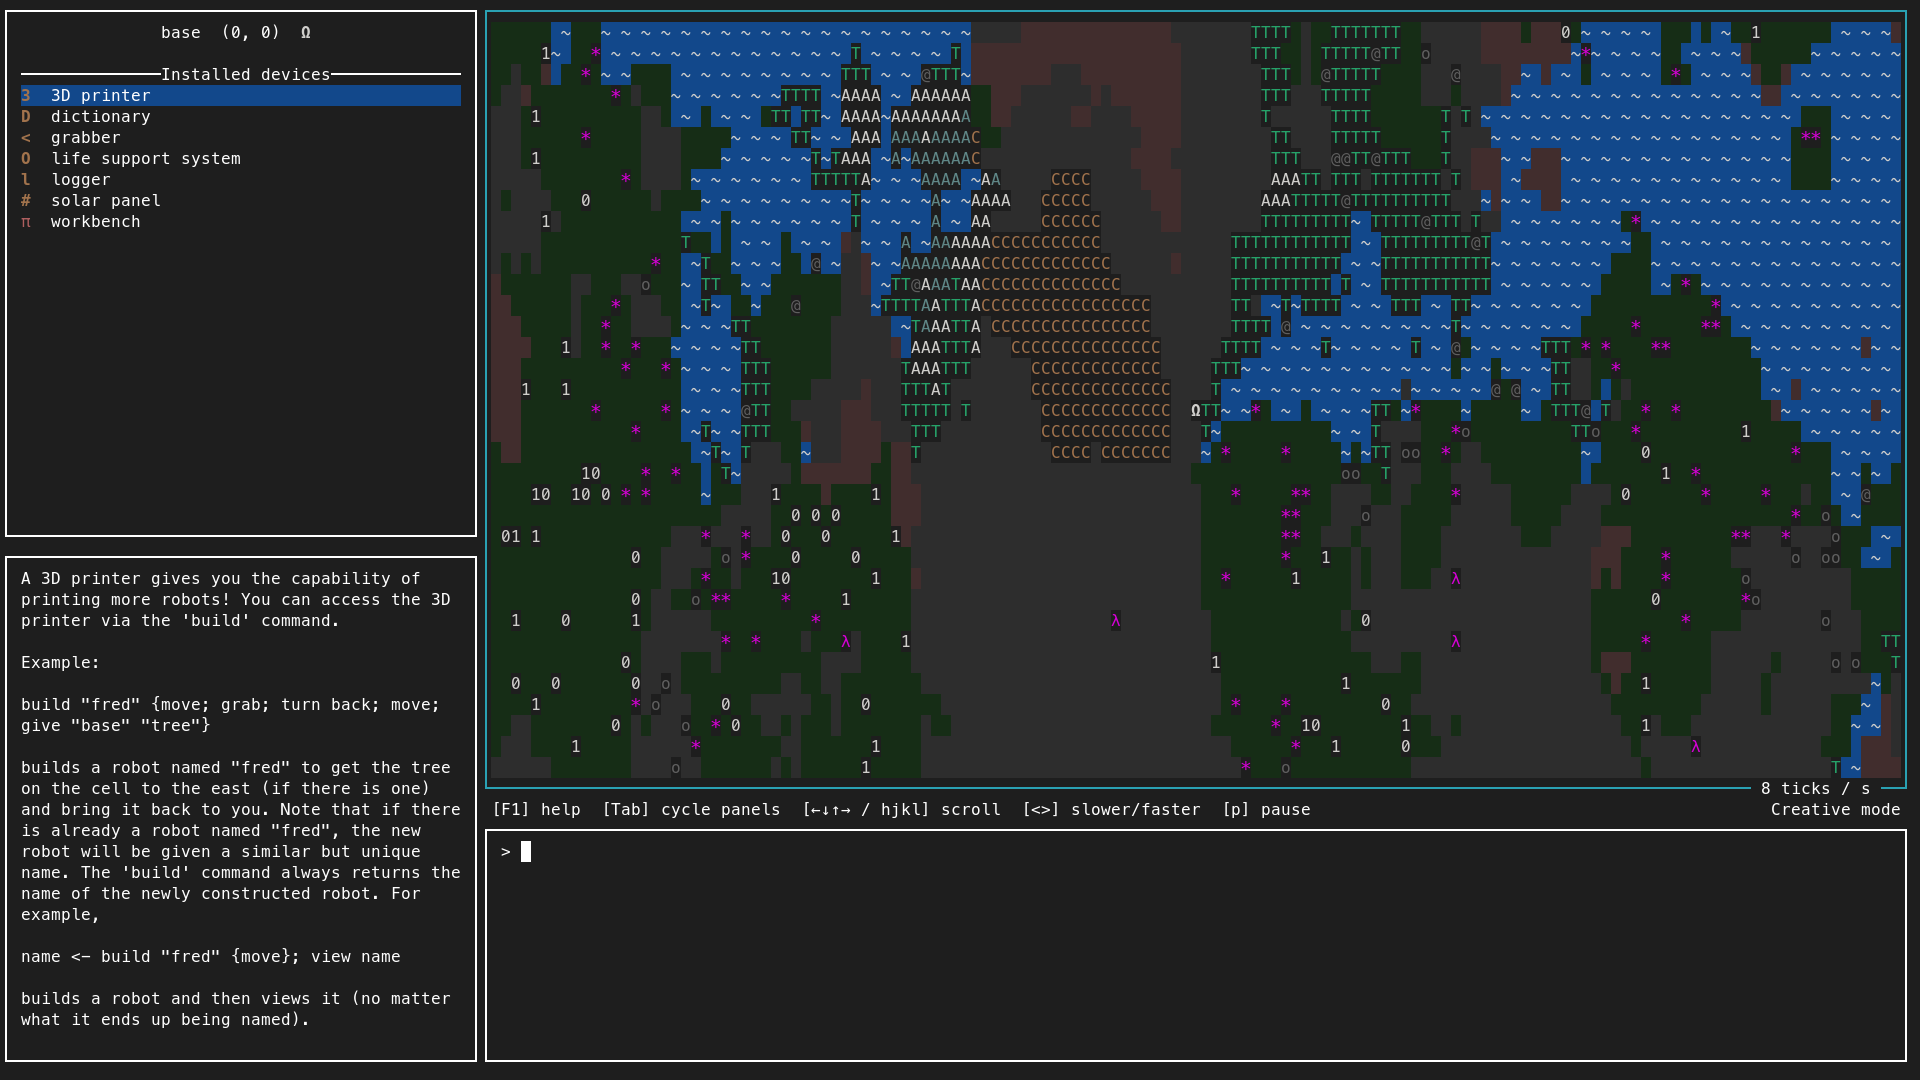 base (0, 0) Ω
Installed devices
3 3D printer
D dictionary
< grabber
O life support system
l logger
# solar panel
π workbench
A 3D printer gives you the capability of
printing more robots! You can access the 3D
printer via the 'build' command.
Example:
build "fred" {move; grab; turn back; move;
give "base" "tree"}
builds a robot named "fred" to get the tree
on the cell to the east (if there is one)
and bring it back to you. Note that if there
is already a robot named "fred", the new
robot will be given a similar but unique
name. The 'build' command always returns the
name of the newly constructed robot. For
example,
name <- build "fred" {move}; view name
builds a robot and then views it (no matter
what it ends up being named).
8 ticks / s
[F1] help [Tab] cycle panels [←↓↑→ / hjkl] scroll [<>] slower/faster [p] pause
Creative mode
>